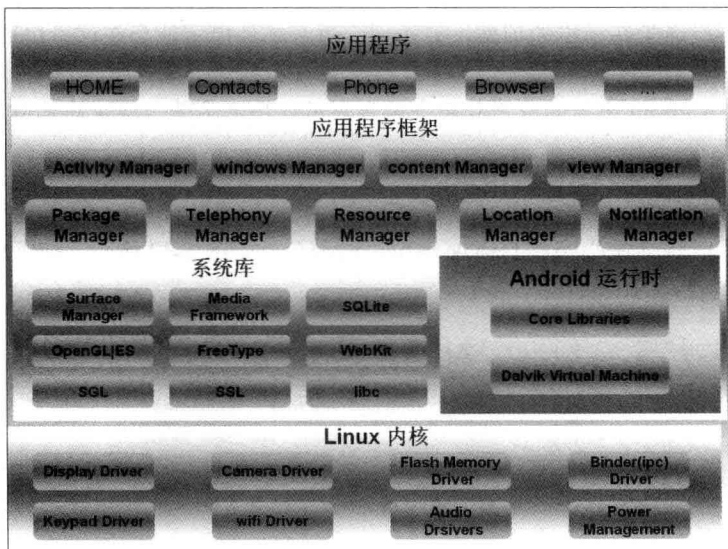 应用程序
HOME Contacts Phone Browser ...
应用程序框架
Activity Manager windows Manager content Manager view Manager
Package Manager Telephony Manager Resource Manager Location Manager Notification Manager
系统库
Surface Manager Media Framework SQLite
OpenGL|ES FreeType WebKit
SGL SSL libc
Android 运行时
Core Libraries
Dalvik Virtual Machine
Linux 内核
Display Driver Camera Driver Flash Memory Driver Binder(ipc) Driver
Keypad Driver wifi Driver Audio Drsivers Power Management